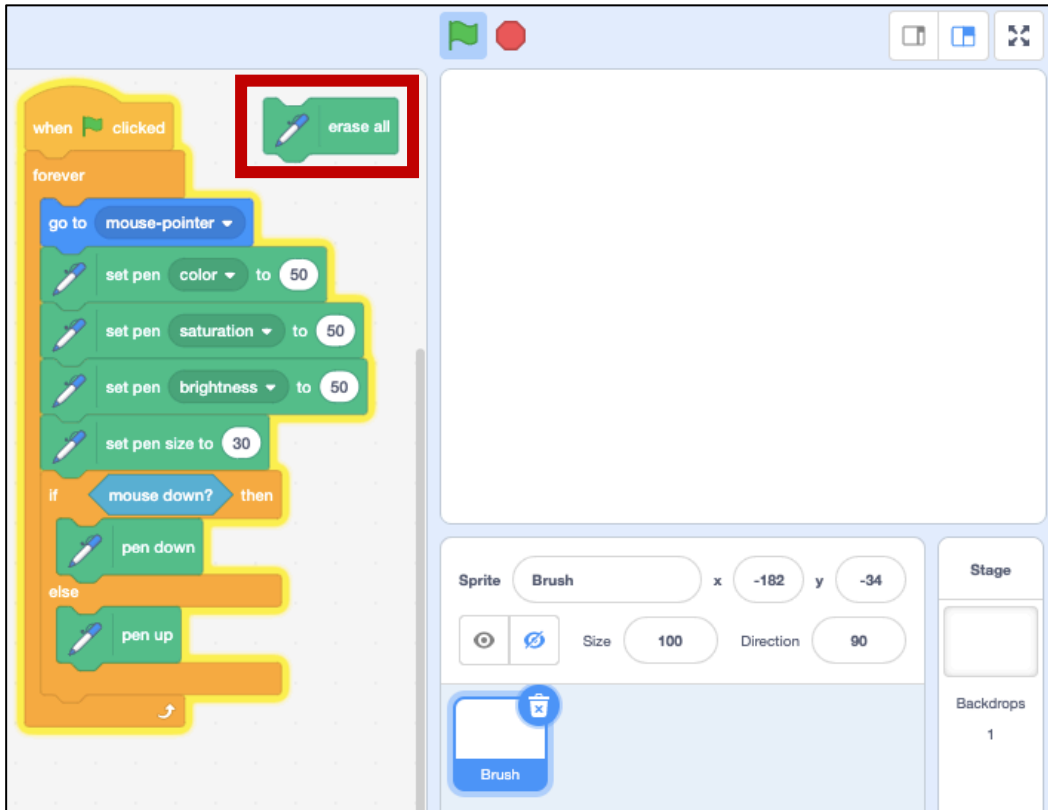 when clicked
erase all
forever
go to mouse-pointer
set pen color to 50
set pen saturation to 50
set pen brightness to 50
set pen size to 30
if mouse down? then
pen down
else
pen up
Sprite Brush x -182 y -34
Size 100 Direction 90
Brush
Stage
Backdrops
1